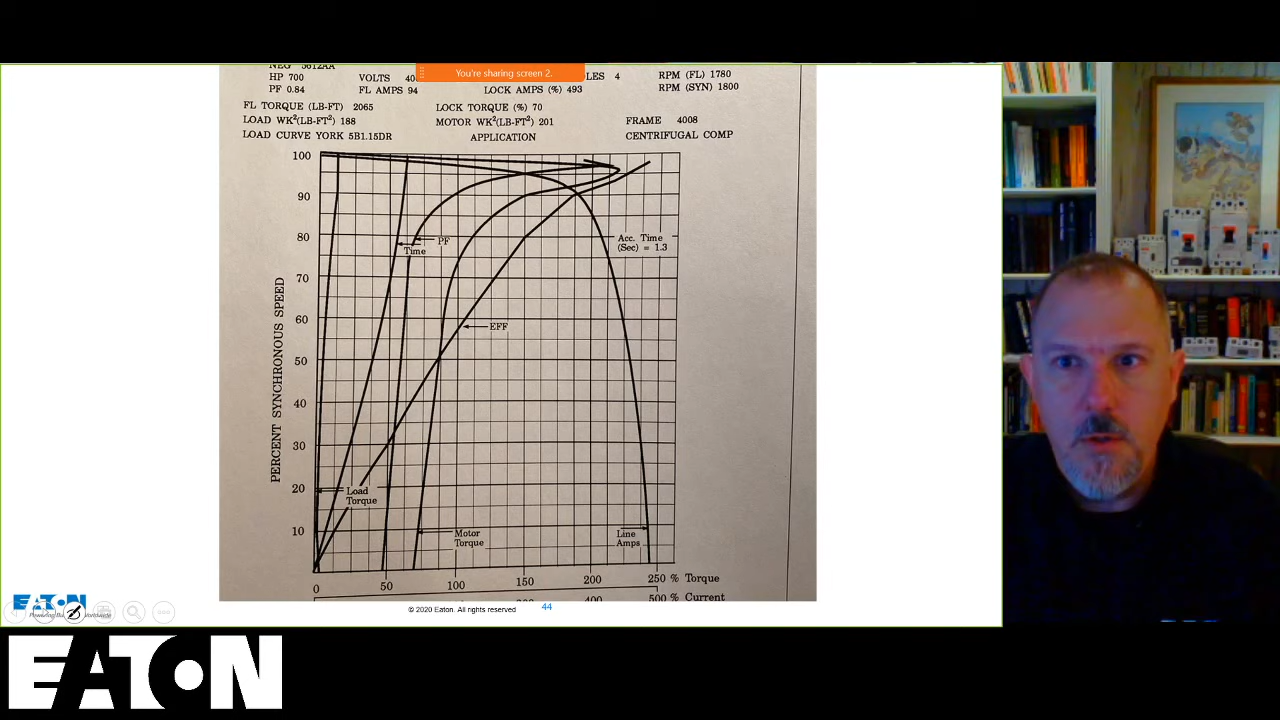 You're sharing screen 2.
HP 700 VOLTS LES 4 RPM (FL) 1780
PF 0.84 FL AMPS 94 LOCK AMPS (%) 493 RPM (SYN) 1800
FL TORQUE (LB-FT) 2065 LOCK TORQUE (%) 70
LOAD WK²(LB-FT²) 188 MOTOR WK²(LB-FT²) 201 FRAME 4008
LOAD CURVE YORK 5B1.15DR APPLICATION CENTRIFUGAL COMP
100
90
80
70
60
50
40
30
20
10
PERCENT SYNCHRONOUS SPEED
PF
Time
Acc. Time
(Sec) = 1.3
EFF
Load
Torque
Motor
Torque
Line
Amps
0 50 100 150 200 250 % Torque
400 500 % Current
EATON
Powering Business Worldwide
© 2020 Eaton. All rights reserved
44
EATON